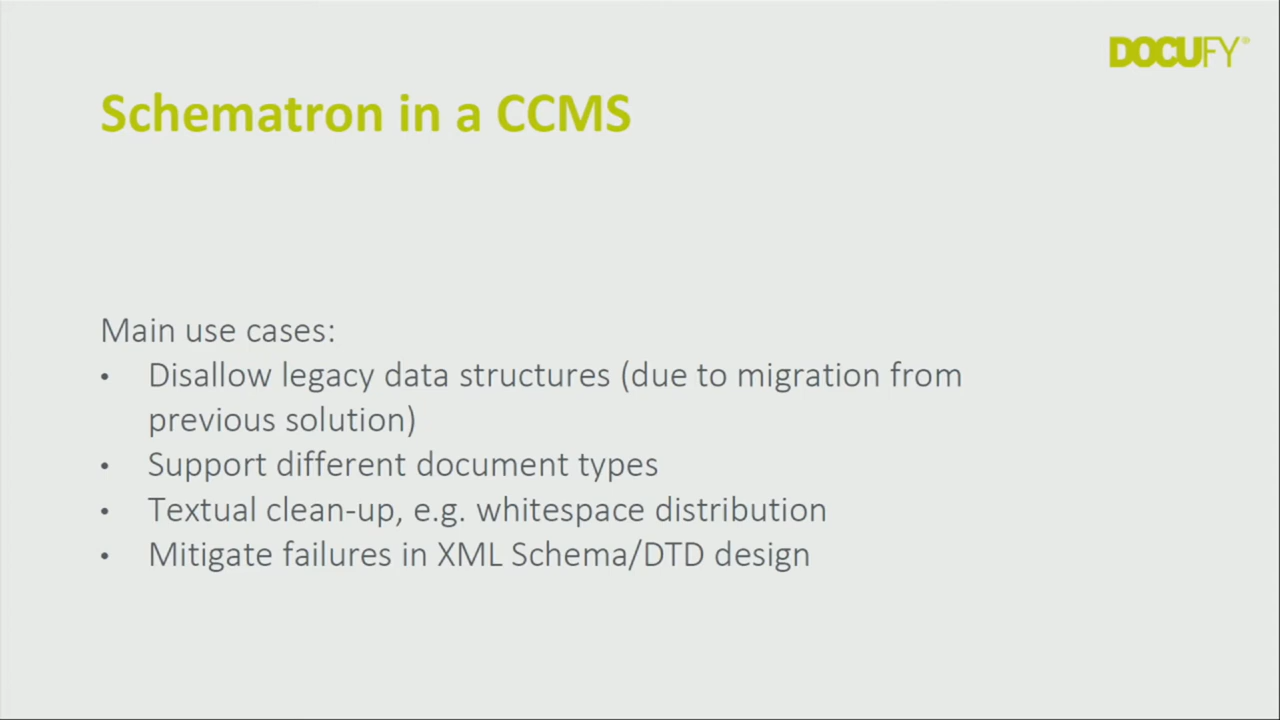 DOCUFY®
Schematron in a CCMS
Main use cases:
• Disallow legacy data structures (due to migration from
previous solution)
• Support different document types
• Textual clean-up, e.g. whitespace distribution
• Mitigate failures in XML Schema/DTD design